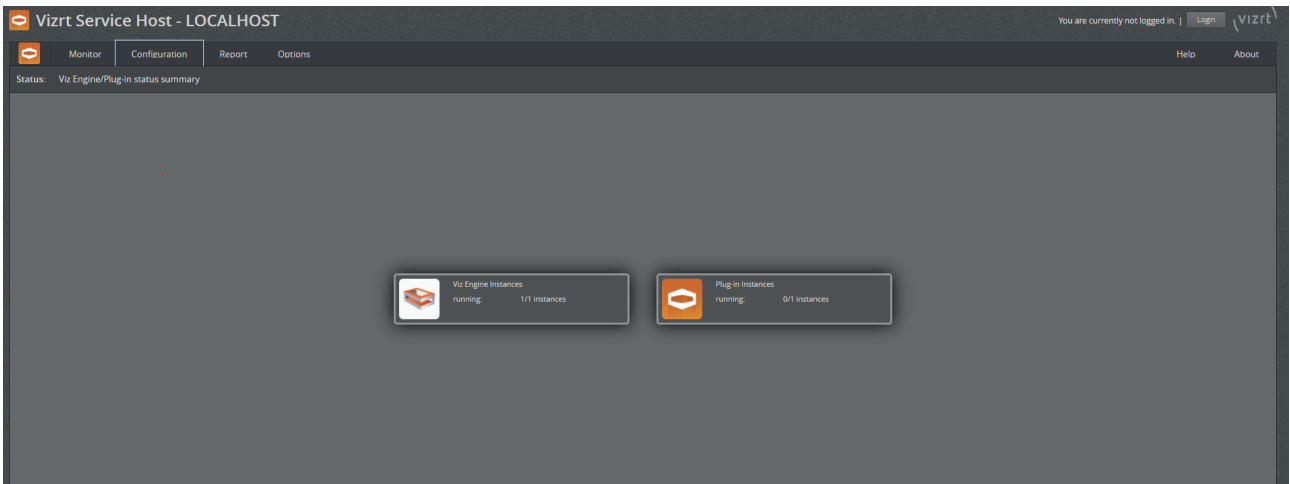 Vizrt Service Host - LOCALHOST
You are currently not logged in. | Login
vizrt
Monitor Configuration Report Options Help About
Status: Viz Engine/Plug-in status summary
Viz Engine Instances
running: 1/1 instances
Plug-in Instances
running: 0/1 instances